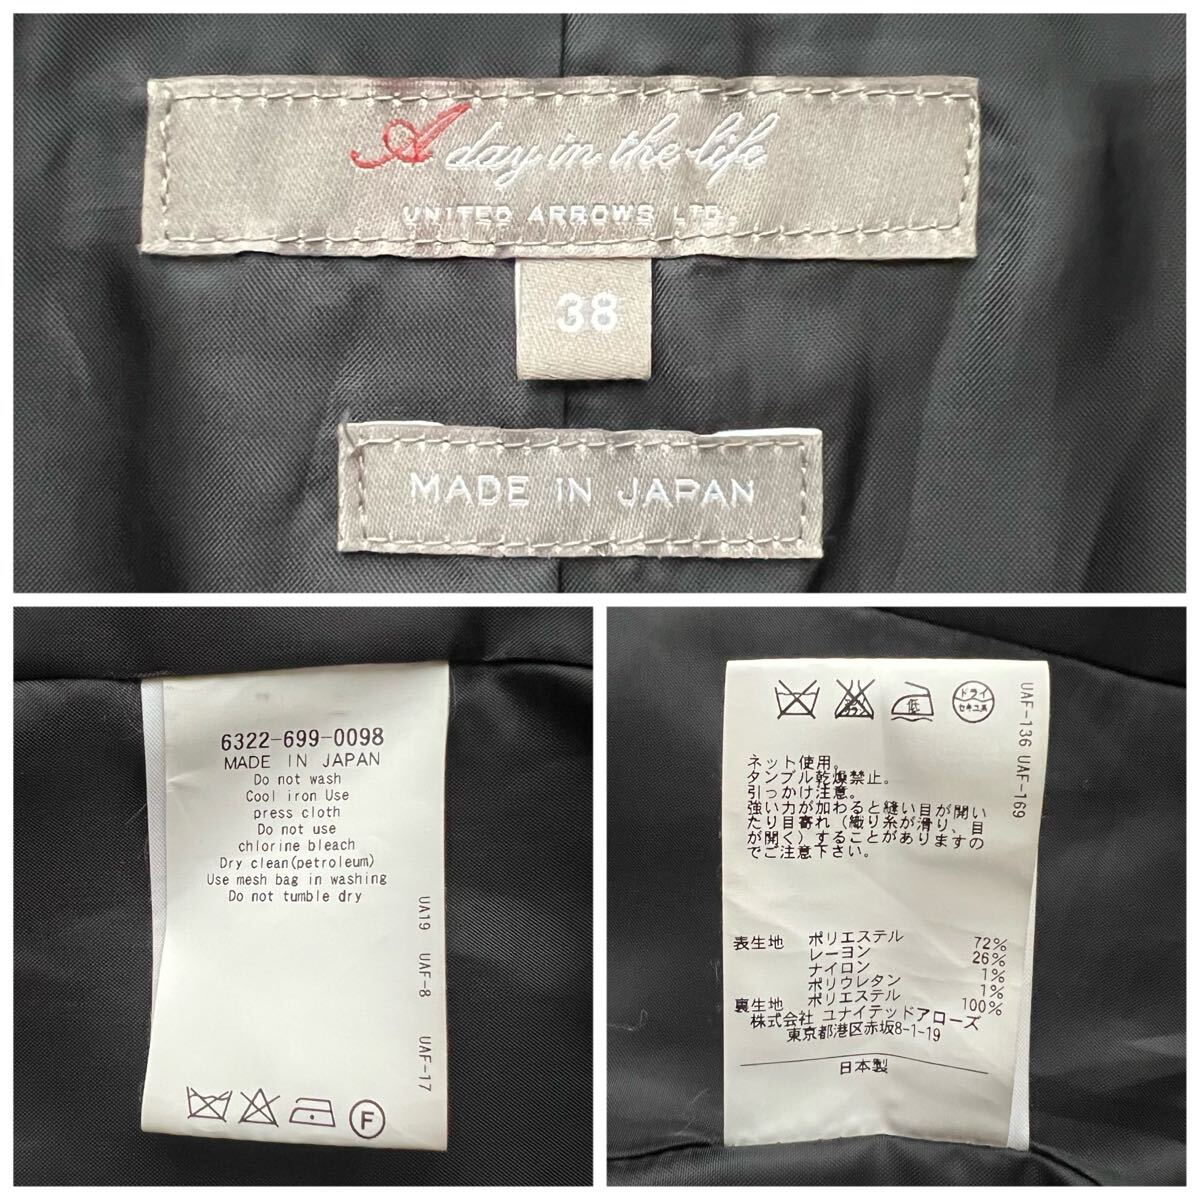 A day in the life
UNITED ARROWS LTD.
38
MADE IN JAPAN
6322-699-0098
MADE IN JAPAN
Do not wash
Cool iron Use
press cloth
Do not use
chlorine bleach
Dry clean(petroleum)
Use mesh bag in washing
Do not tumble dry
UA19 UAF-8 UAF-17
F
低
ドライ
セキユ系
UAF-136 UAF-169
ネット使用。
タンブル乾燥禁止。
引っかけ注意。
強い力が加わると縫い目が開い
たり目寄れ（織り糸が滑り、目
が開く）することがありますの
でご注意下さい。
表生地 ポリエステル 72%
レーヨン 26%
ナイロン 1%
ポリウレタン 1%
裏生地 ポリエステル 100%
株式会社 ユナイテッドアローズ
東京都港区赤坂8-1-19
日本製